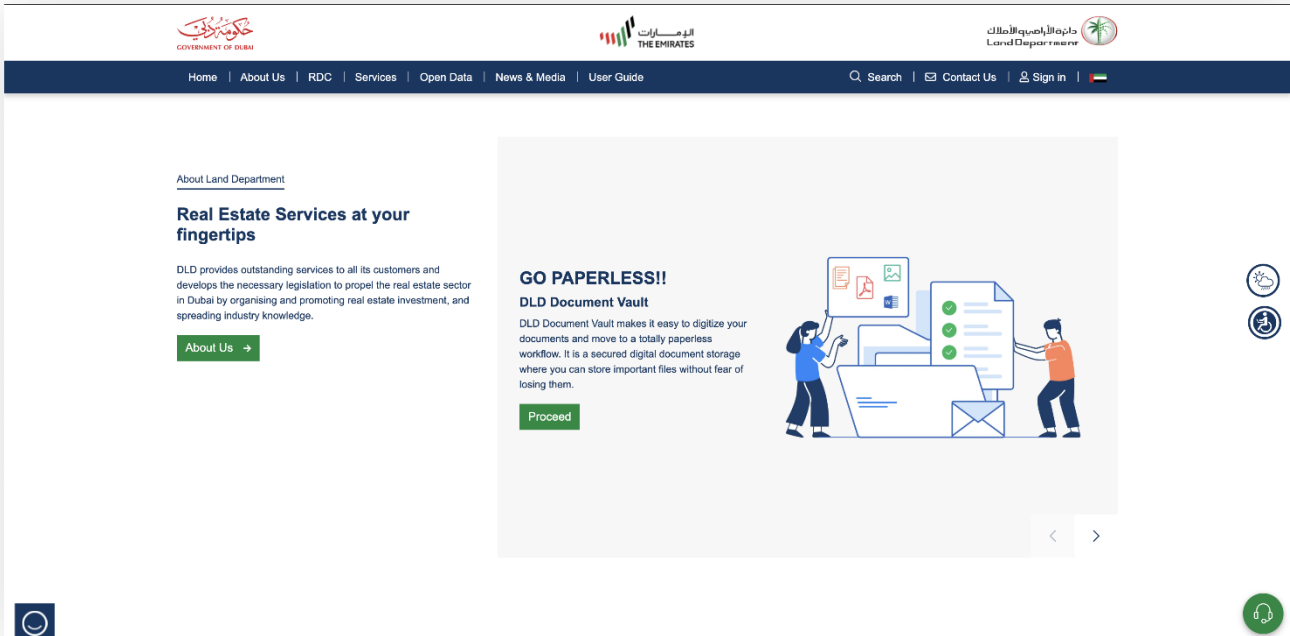 حكومة دبي
GOVERNMENT OF DUBAI
الإمـــارات
THE EMIRATES
دائرة الأراضي والأملاك
Land Department
Home | About Us | RDC | Services | Open Data | News & Media | User Guide
Search | Contact Us | Sign in |
About Land Department
Real Estate Services at your
fingertips
DLD provides outstanding services to all its customers and
develops the necessary legislation to propel the real estate sector
in Dubai by organising and promoting real estate investment, and
spreading industry knowledge.
About Us
GO PAPERLESS!!
DLD Document Vault
DLD Document Vault makes it easy to digitize your
documents and move to a totally paperless
workflow. It is a secured digital document storage
where you can store important files without fear of
losing them.
Proceed
W